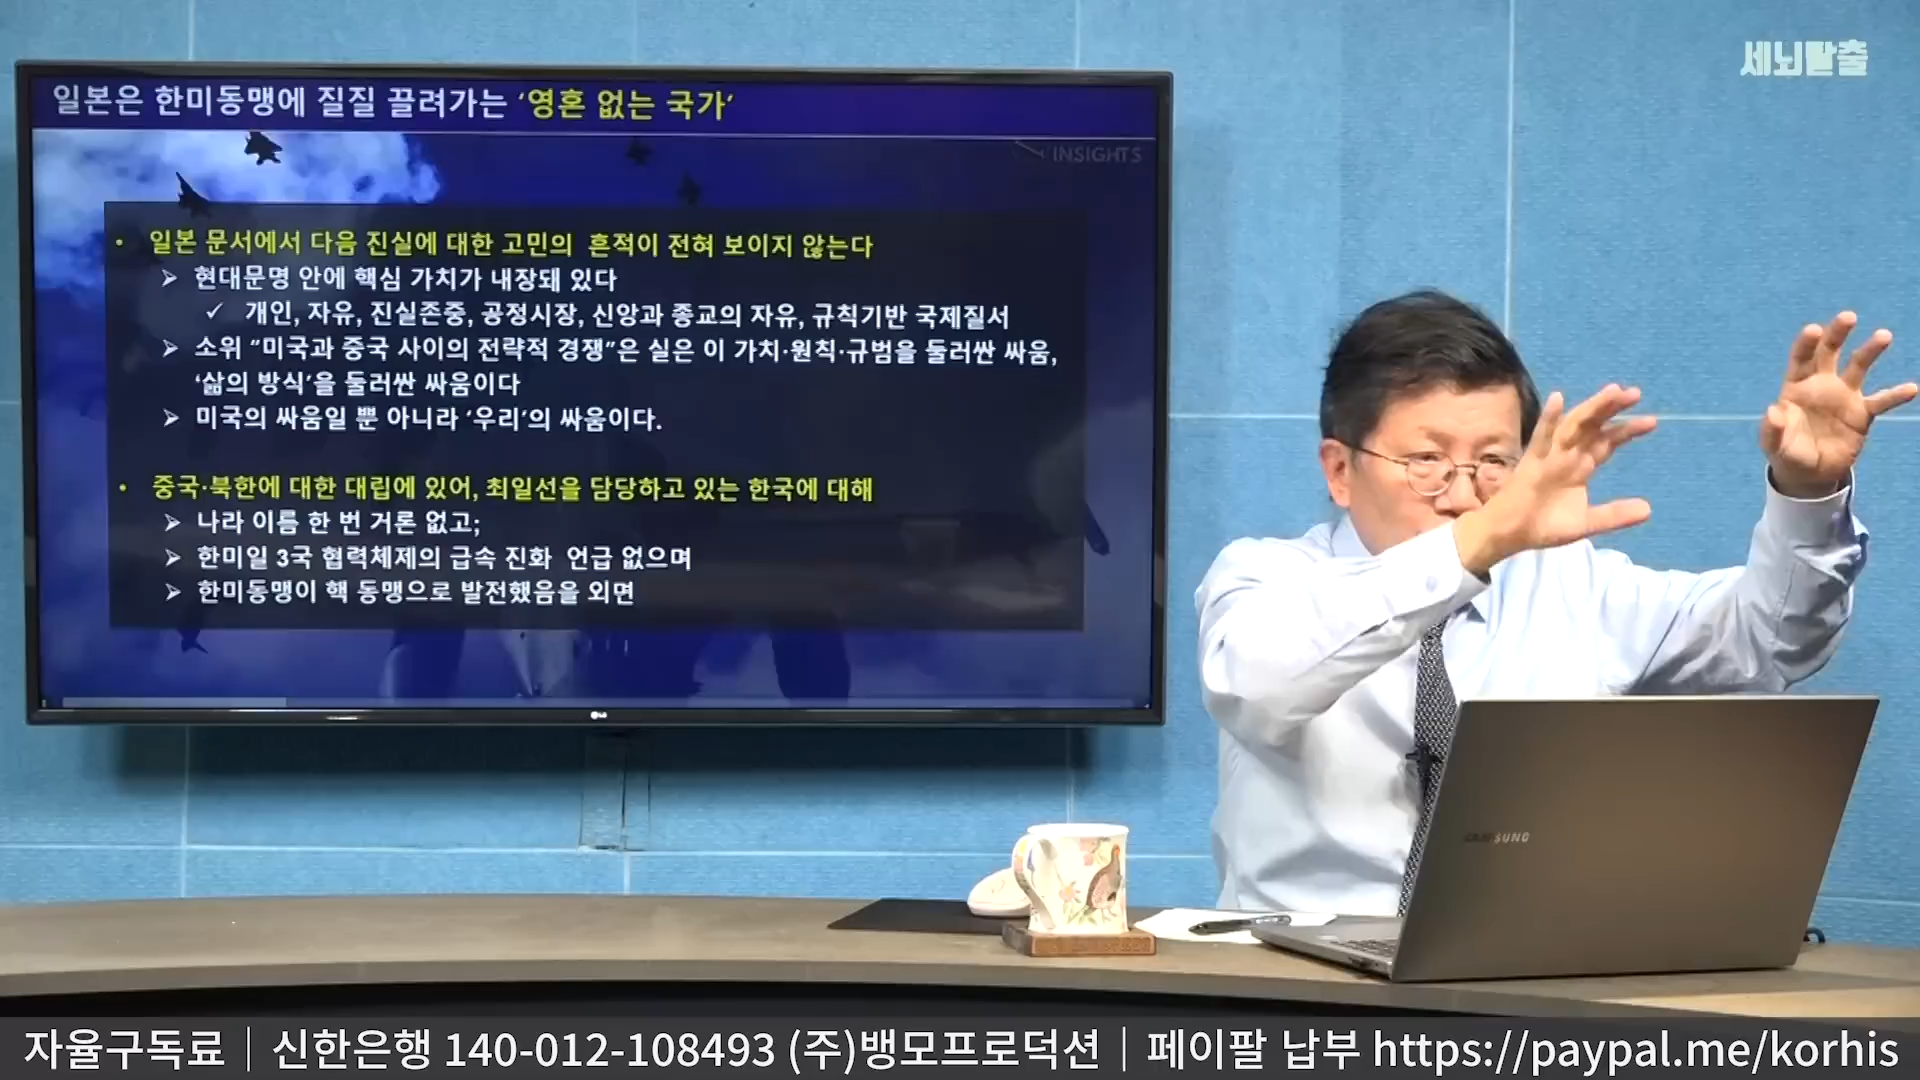 세뇌탈출
일본은 한미동맹에 질질 끌려가는 ‘영혼 없는 국가’
INSIGHTS
• 일본 문서에서 다음 진실에 대한 고민의 흔적이 전혀 보이지 않는다
➢ 현대문명 안에 핵심 가치가 내장돼 있다
✓ 개인, 자유, 진실존중, 공정시장, 신앙과 종교의 자유, 규칙기반 국제질서
➢ 소위 “미국과 중국 사이의 전략적 경쟁”은 실은 이 가치·원칙·규범을 둘러싼 싸움,
‘삶의 방식’을 둘러싼 싸움이다
➢ 미국의 싸움일 뿐 아니라 ‘우리’의 싸움이다.
• 중국·북한에 대한 대립에 있어, 최일선을 담당하고 있는 한국에 대해
➢ 나라 이름 한 번 거론 없고;
➢ 한미일 3국 협력체제의 급속 진화 언급 없으며
➢ 한미동맹이 핵 동맹으로 발전했음을 외면
LG
SAMSUNG
자율구독료｜신한은행 140-012-108493 (주)뱅모프로덕션｜페이팔 납부 https://paypal.me/korhis